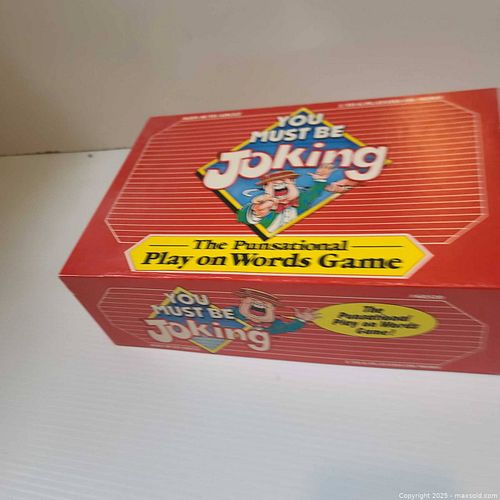 YOU
MUST BE
Joking
The Punsational
Play on Words Game
YOU
MUST BE
Joking
The
Punsational
Play on Words
Game!
Copyright 2025 - maxsold.com